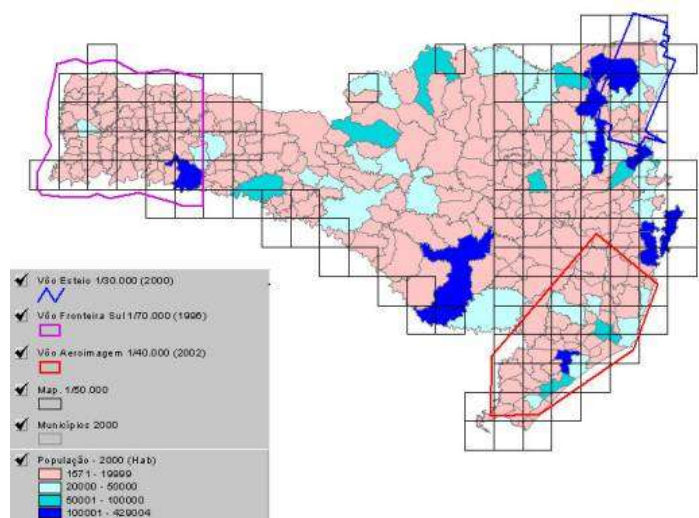 Vôo Esteio 1/30.000 (2000)
Vôo Fronteira Sul 1/70.000 (1996)
Vôo Aeroimagem 1/40.000 (2002)
Map. 1/50.000
Municípios 2000
População - 2000 (Hab)
1571 - 19999
20000 - 50000
50001 - 100000
100001 - 429004